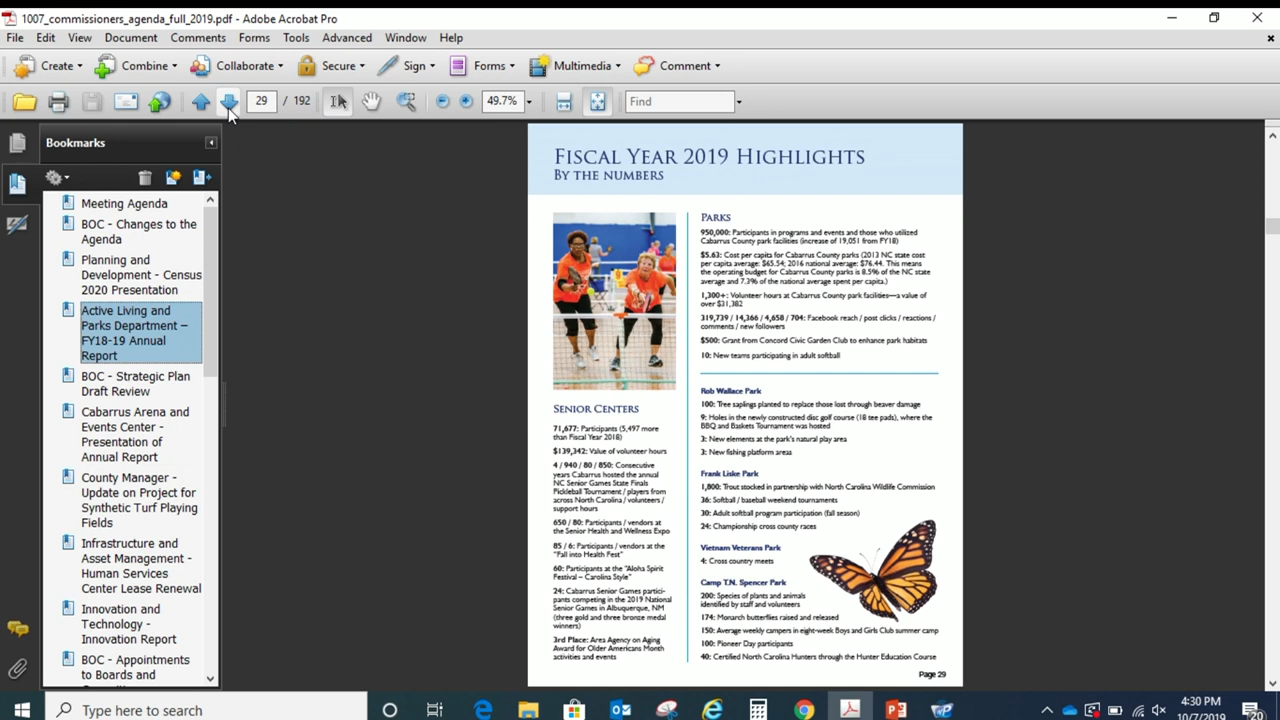 1007_commissioners_agenda_full_2019.pdf - Adobe Acrobat Pro
File Edit View Document Comments Forms Tools Advanced Window Help
Create Combine Collaborate Secure Sign Forms Multimedia Comment
29 / 192 49.7% Find
Bookmarks
Meeting Agenda
BOC - Changes to the
Agenda
Planning and
Development - Census
2020 Presentation
Active Living and
Parks Department –
FY18-19 Annual
Report
BOC - Strategic Plan
Draft Review
Cabarrus Arena and
Events Center -
Presentation of
Annual Report
County Manager -
Update on Project for
Synthetic Turf Playing
Fields
Infrastructure and
Asset Management -
Human Services
Center Lease Renewal
Innovation and
Technology -
Innovation Report
BOC - Appointments
to Boards and
Fiscal Year 2019 Highlights
By the numbers
Senior Centers
71,677: Participants (5,497 more
than Fiscal Year 2018)
$139,342: Value of volunteer hours
4 / 940 / 80 / 850: Consecutive
years Cabarrus hosted the annual
NC Senior Games State Finals
Pickleball Tournament / players from
across North Carolina / volunteers /
support hours
650 / 80: Participants / vendors at
the Senior Health and Wellness Expo
85 / 6: Participants / vendors at the
"Fall into Health Fest"
60: Participants at the "Aloha Spirit
Festival – Carolina Style"
24: Cabarrus Senior Games partici-
pants competing in the 2019 National
Senior Games in Albuquerque, NM
(three gold and three bronze medal
winners)
3rd Place: Area Agency on Aging
Award for Older Americans Month
activities and events
Parks
950,000: Participants in programs and events and those who utilized
Cabarrus County park facilities (increase of 19,051 from FY18)
$5.63: Cost per capita for Cabarrus County parks (2013 NC state cost
per capita average: $65.54; 2016 national average: $76.44. This means
the operating budget for Cabarrus County parks is 8.5% of the NC state
average and 7.3% of the national average spent per capita.)
1,300+: Volunteer hours at Cabarrus County park facilities—a value of
over $31,382
319,739 / 14,366 / 4,658 / 704: Facebook reach / post clicks / reactions /
comments / new followers
$500: Grant from Concord Civic Garden Club to enhance park habitats
10: New teams participating in adult softball
Rob Wallace Park
100: Tree saplings planted to replace those lost through beaver damage
9: Holes in the newly constructed disc golf course (18 tee pads), where the
BBQ and Baskets Tournament was hosted
3: New elements at the park's natural play area
3: New fishing platform areas
Frank Liske Park
1,800: Trout stocked in partnership with North Carolina Wildlife Commission
36: Softball / baseball weekend tournaments
30: Adult softball program participation (fall season)
24: Championship cross county races
Vietnam Veterans Park
4: Cross country meets
Camp T.N. Spencer Park
200: Species of plants and animals
identified by staff and volunteers
174: Monarch butterflies raised and released
150: Average weekly campers in eight-week Boys and Girls Club summer camp
100: Pioneer Day participants
40: Certified North Carolina Hunters through the Hunter Education Course
Page 29
Type here to search
4:30 PM
10/7/2019
20